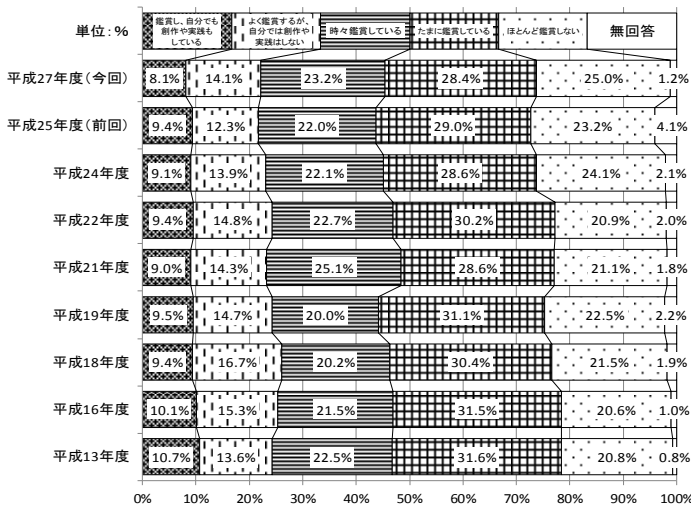 単位：％
鑑賞し、自分でも
創作や実践も
している
よく鑑賞するが、
自分では創作や
実践はしない
時々鑑賞している
たまに鑑賞している
ほとんど鑑賞しない
無回答
平成27年度（今回） 8.1% 14.1% 23.2% 28.4% 25.0% 1.2%
平成25年度（前回） 9.4% 12.3% 22.0% 29.0% 23.2% 4.1%
平成24年度 9.1% 13.9% 22.1% 28.6% 24.1% 2.1%
平成22年度 9.4% 14.8% 22.7% 30.2% 20.9% 2.0%
平成21年度 9.0% 14.3% 25.1% 28.6% 21.1% 1.8%
平成19年度 9.5% 14.7% 20.0% 31.1% 22.5% 2.2%
平成18年度 9.4% 16.7% 20.2% 30.4% 21.5% 1.9%
平成16年度 10.1% 15.3% 21.5% 31.5% 20.6% 1.0%
平成13年度 10.7% 13.6% 22.5% 31.6% 20.8% 0.8%
0% 10% 20% 30% 40% 50% 60% 70% 80% 90% 100%